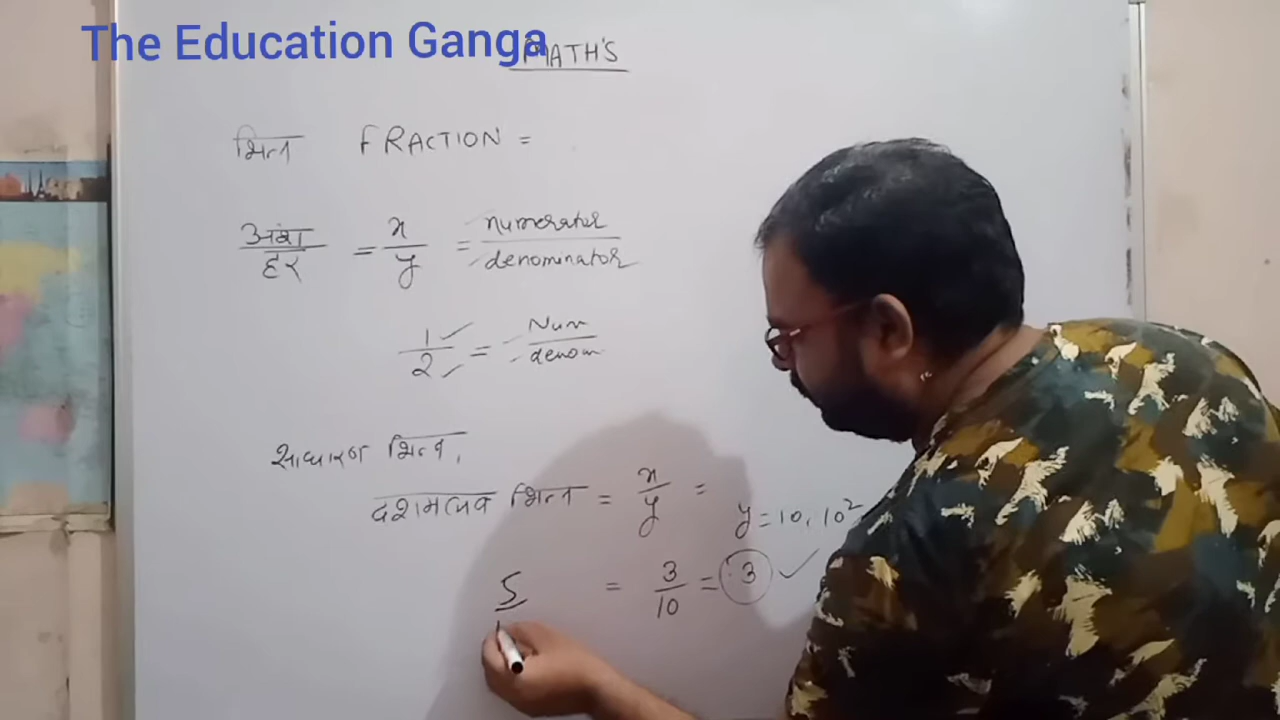 The Education Ganga
MATH'S
भिन्न FRACTION =
अंश/हर = x/y = numerator/denominator
1/2 = Num/denom
साधारण भिन्न,
दशमलव भिन्न = x/y =
y = 10, 10²
5 = 3/10 = .3